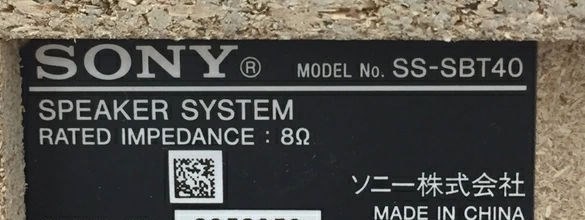 SONY® MODEL No. SS-SBT40
SPEAKER SYSTEM
RATED IMPEDANCE : 8Ω
ソニー株式会社
MADE IN CHINA